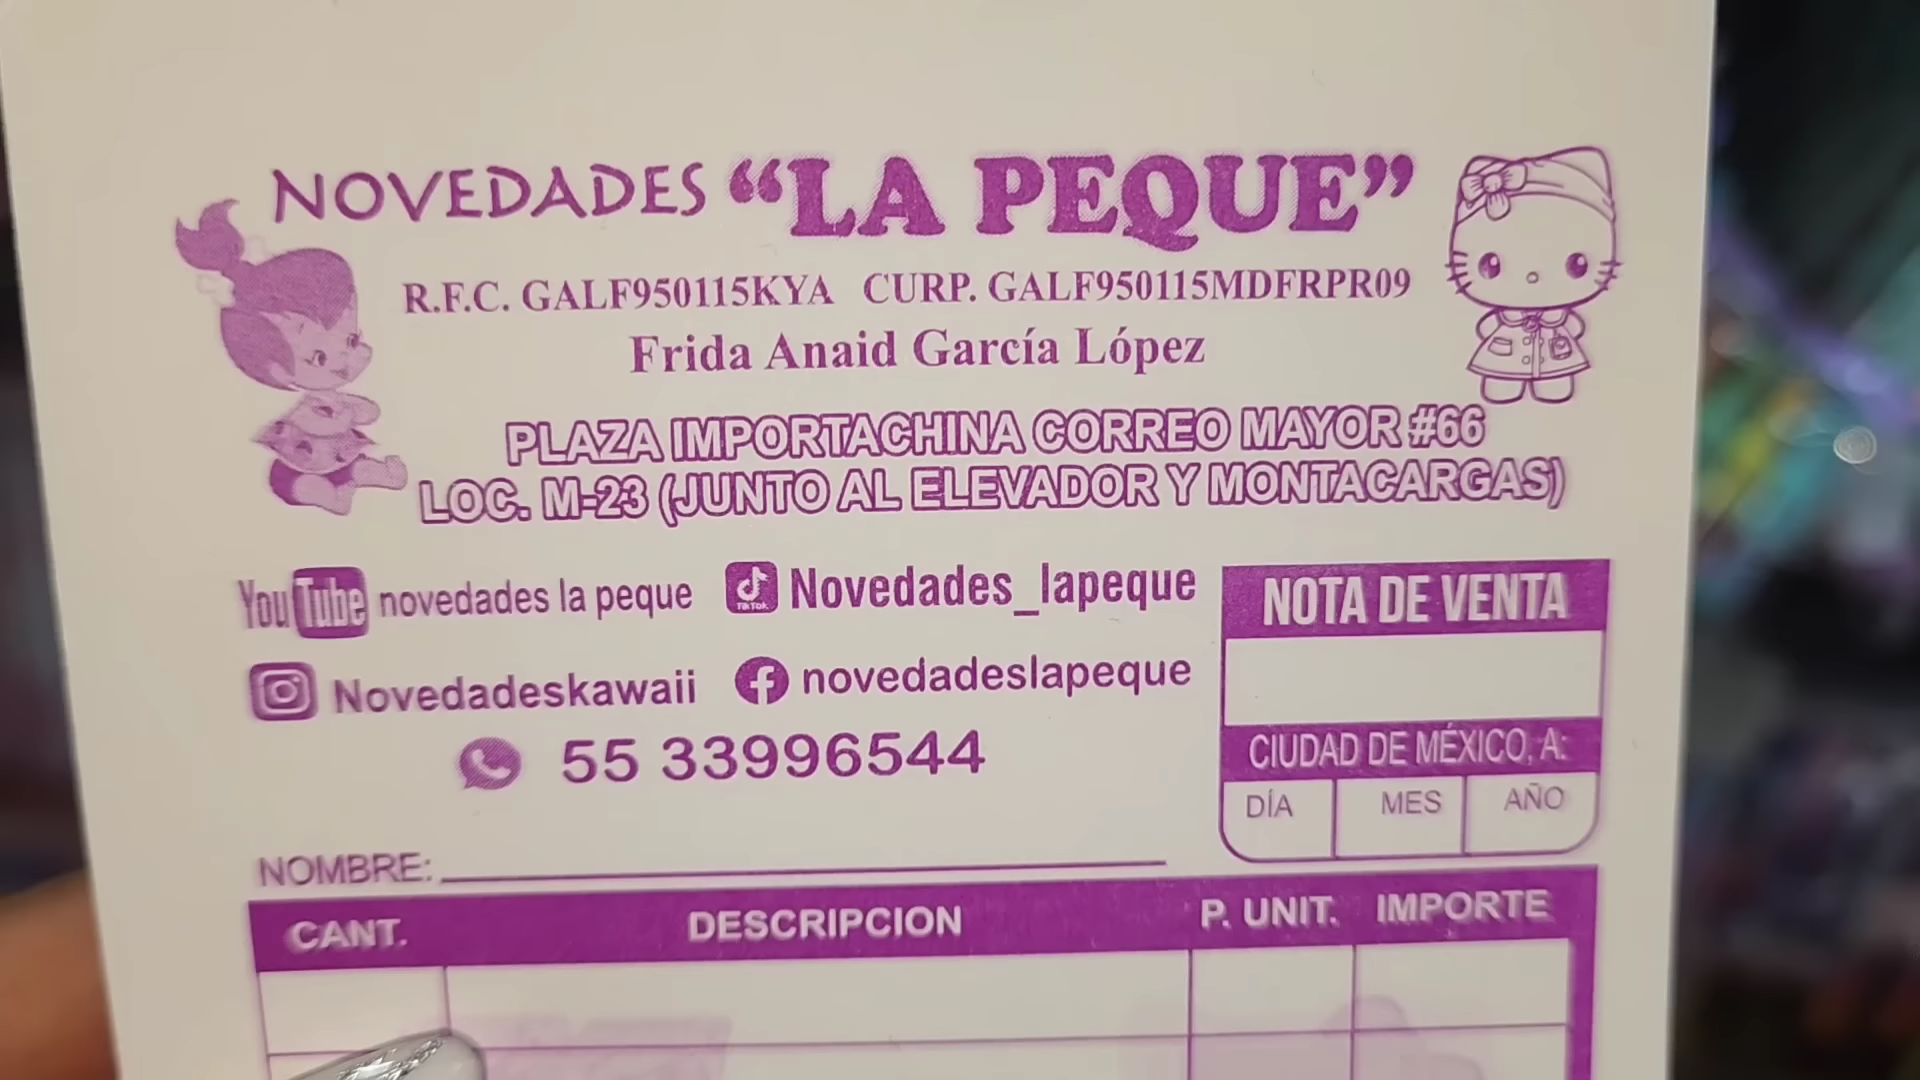 NOVEDADES “LA PEQUE”
R.F.C. GALF950115KYA CURP. GALF950115MDFRPR09
Frida Anaid García López
PLAZA IMPORTACHINA CORREO MAYOR #66
LOC. M-23 (JUNTO AL ELEVADOR Y MONTACARGAS)
YouTube novedades la peque
TikTok Novedades_lapeque
Novedadeskawaii
novedadeslapeque
55 33996544
NOTA DE VENTA
CIUDAD DE MÉXICO, A:
DÍA MES AÑO
NOMBRE:
CANT. DESCRIPCION P. UNIT. IMPORTE